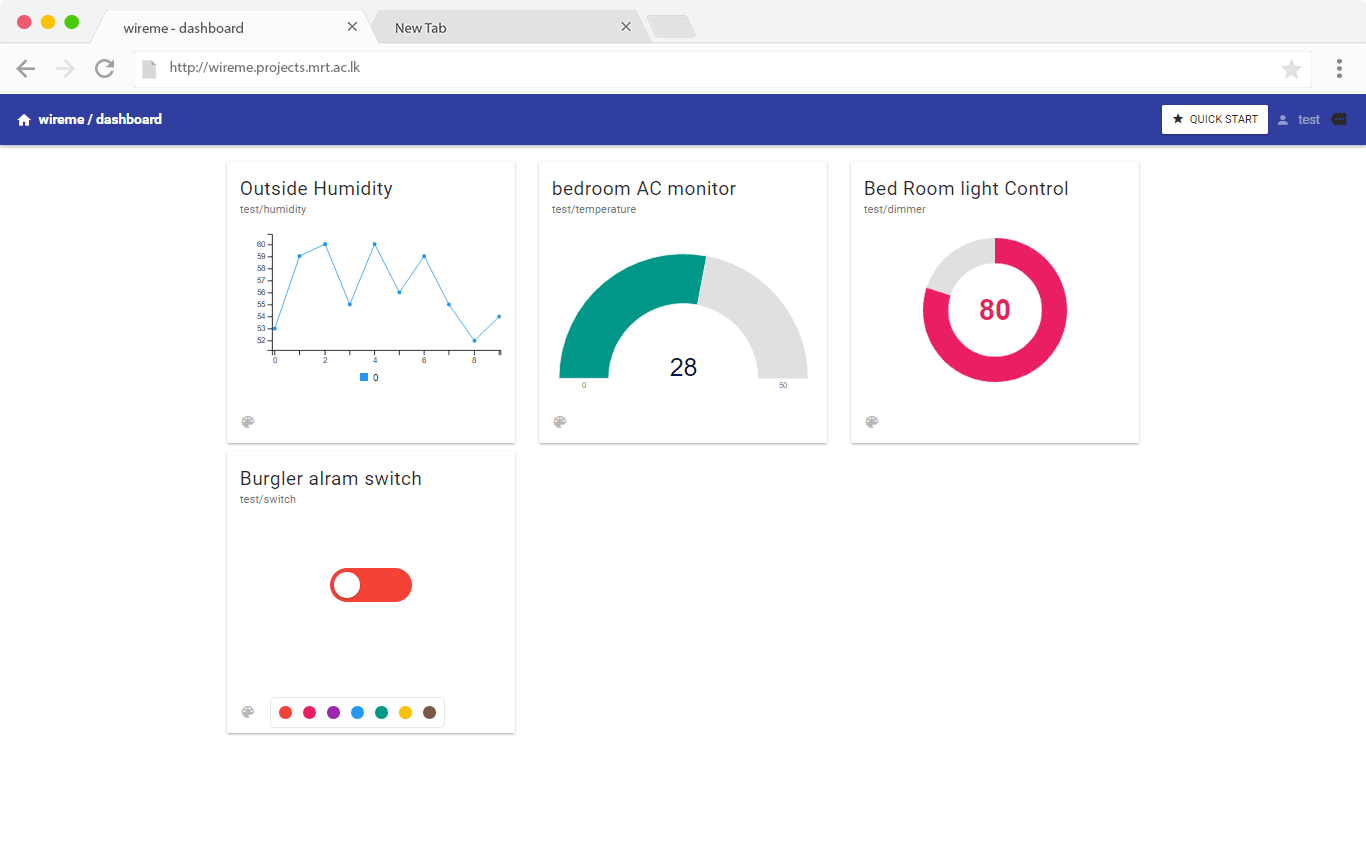 wireme - dashboard
New Tab
http://wireme.projects.mrt.ac.lk
wireme / dashboard
QUICK START
test
Outside Humidity
test/humidity
60
59
58
57
56
55
54
53
52
0 2 4 6 8
0
bedroom AC monitor
test/temperature
28
0 50
Bed Room light Control
test/dimmer
80
Burgler alram switch
test/switch